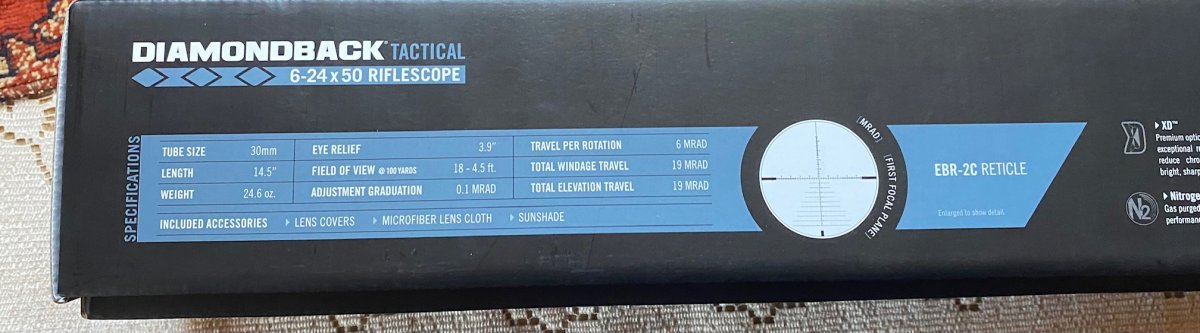 DIAMONDBACK® TACTICAL
6-24 x 50 RIFLESCOPE
SPECIFICATIONS
TUBE SIZE 30mm
LENGTH 14.5"
WEIGHT 24.6 oz.
EYE RELIEF 3.9"
FIELD OF VIEW @ 100 YARDS 18 - 4.5 ft.
ADJUSTMENT GRADUATION 0.1 MRAD
TRAVEL PER ROTATION 6 MRAD
TOTAL WINDAGE TRAVEL 19 MRAD
TOTAL ELEVATION TRAVEL 19 MRAD
INCLUDED ACCESSORIES ▸ LENS COVERS ▸ MICROFIBER LENS CLOTH ▸ SUNSHADE
[MRAD]
[FIRST FOCAL PLANE]
EBR-2C RETICLE
Enlarged to show detail.
▸ XD™
Premium optic
exceptional r
reduce chro
bright, sharp
N2
▸ Nitroge
Gas purged
performanc